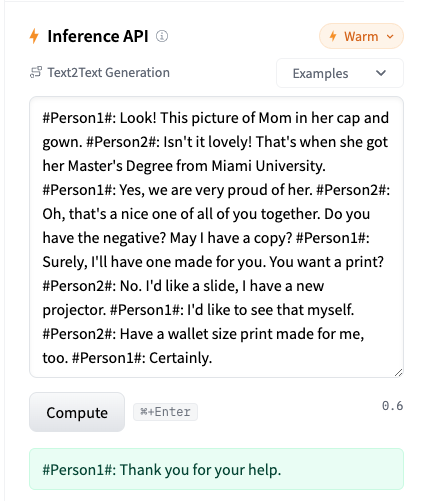 Inference API
Warm
Text2Text Generation
Examples
#Person1#: Look! This picture of Mom in her cap and
gown. #Person2#: Isn't it lovely! That's when she got
her Master's Degree from Miami University.
#Person1#: Yes, we are very proud of her. #Person2#:
Oh, that's a nice one of all of you together. Do you
have the negative? May I have a copy? #Person1#:
Surely, I'll have one made for you. You want a print?
#Person2#: No. I'd like a slide, I have a new
projector. #Person1#: I'd like to see that myself.
#Person2#: Have a wallet size print made for me,
too. #Person1#: Certainly.
Compute
⌘+Enter
0.6
#Person1#: Thank you for your help.